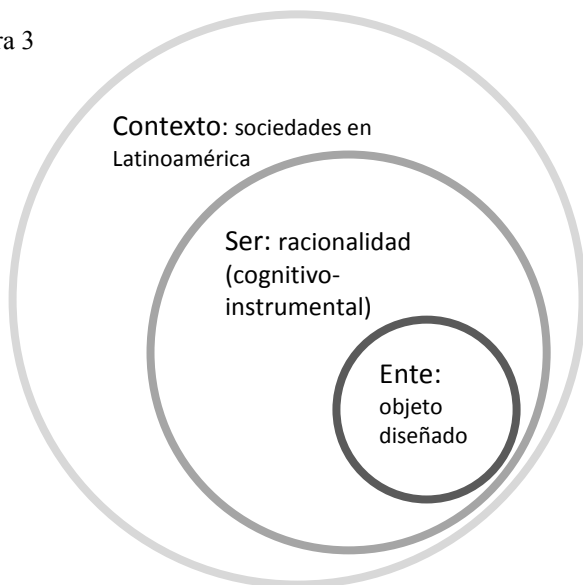 ra 3
Contexto: sociedades en
Latinoamérica
Ser: racionalidad
(cognitivo-
instrumental)
Ente:
objeto
diseñado